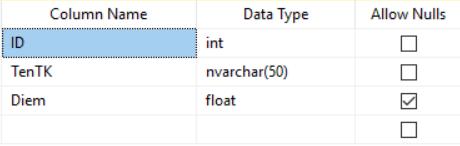 Column Name Data Type Allow Nulls
ID int
TenTK nvarchar(50)
Diem float